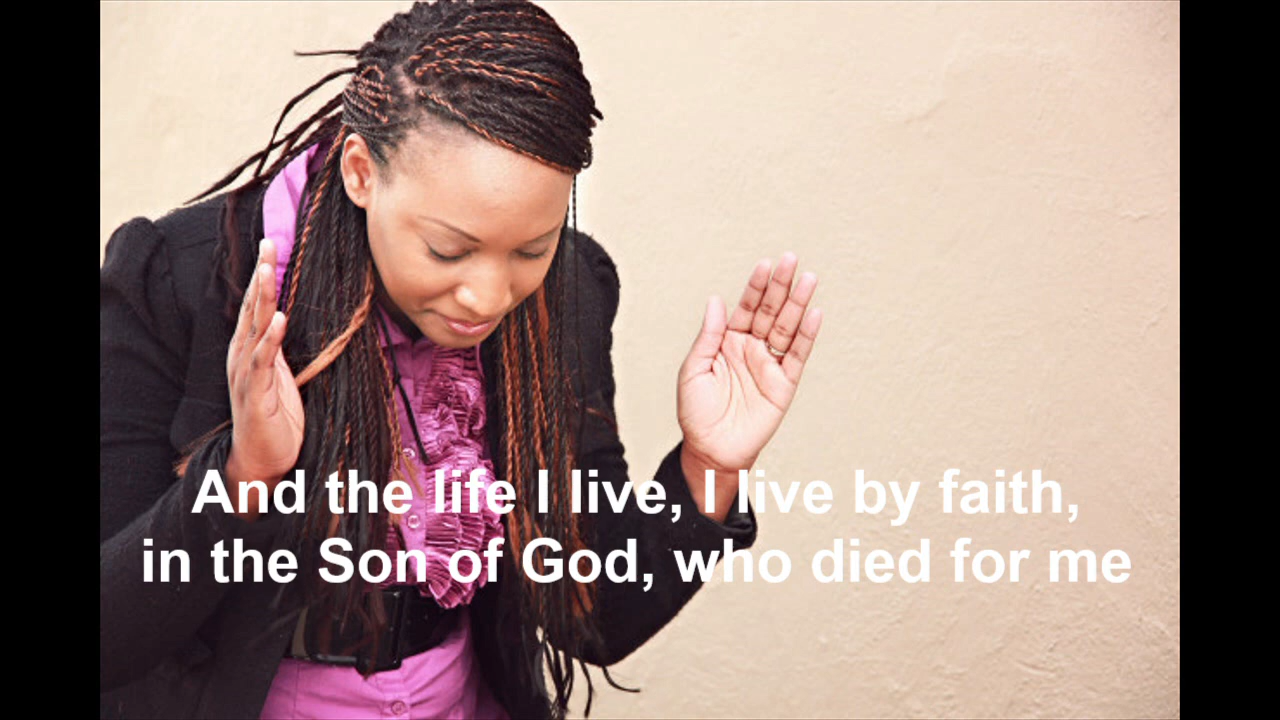 And the life I live, I live by faith,
in the Son of God, who died for me